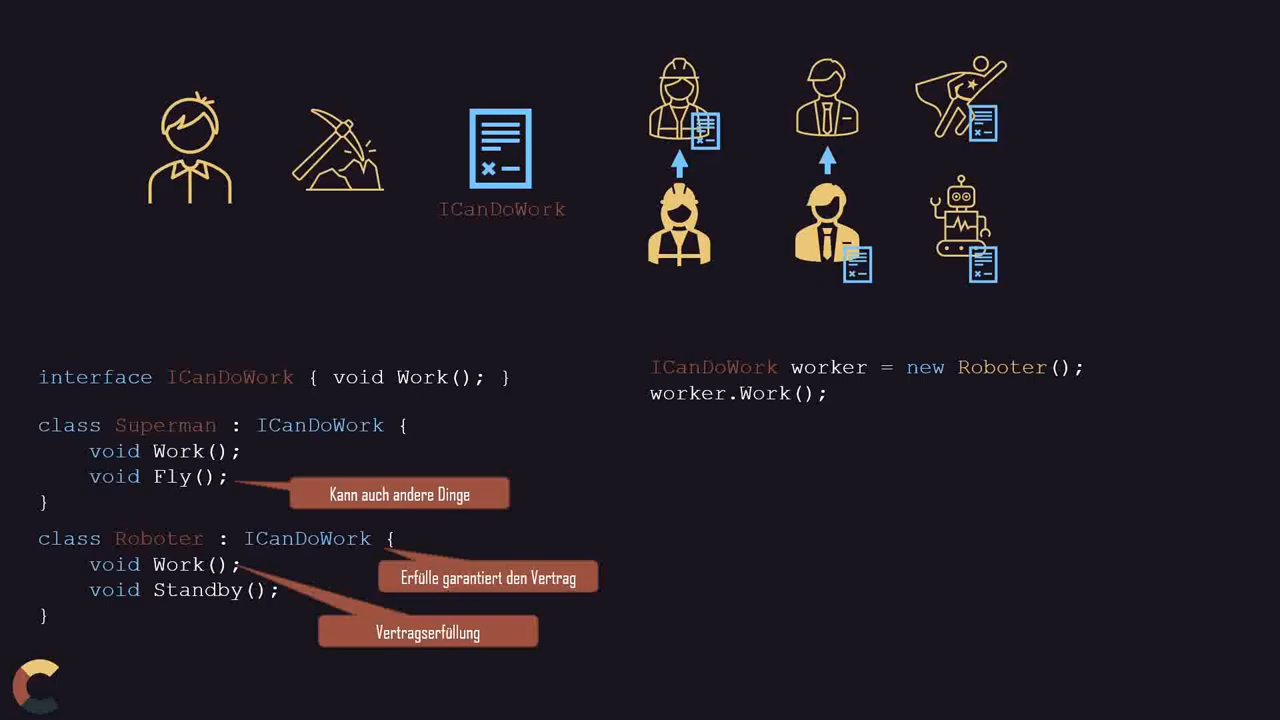 ICanDoWork
interface ICanDoWork { void Work(); }
class Superman : ICanDoWork {
void Work();
void Fly();
Kann auch andere Dinge
}
class Roboter : ICanDoWork {
void Work();
Erfülle garantiert den Vertrag
void Standby();
}
Vertragserfüllung
ICanDoWork worker = new Roboter();
worker.Work();